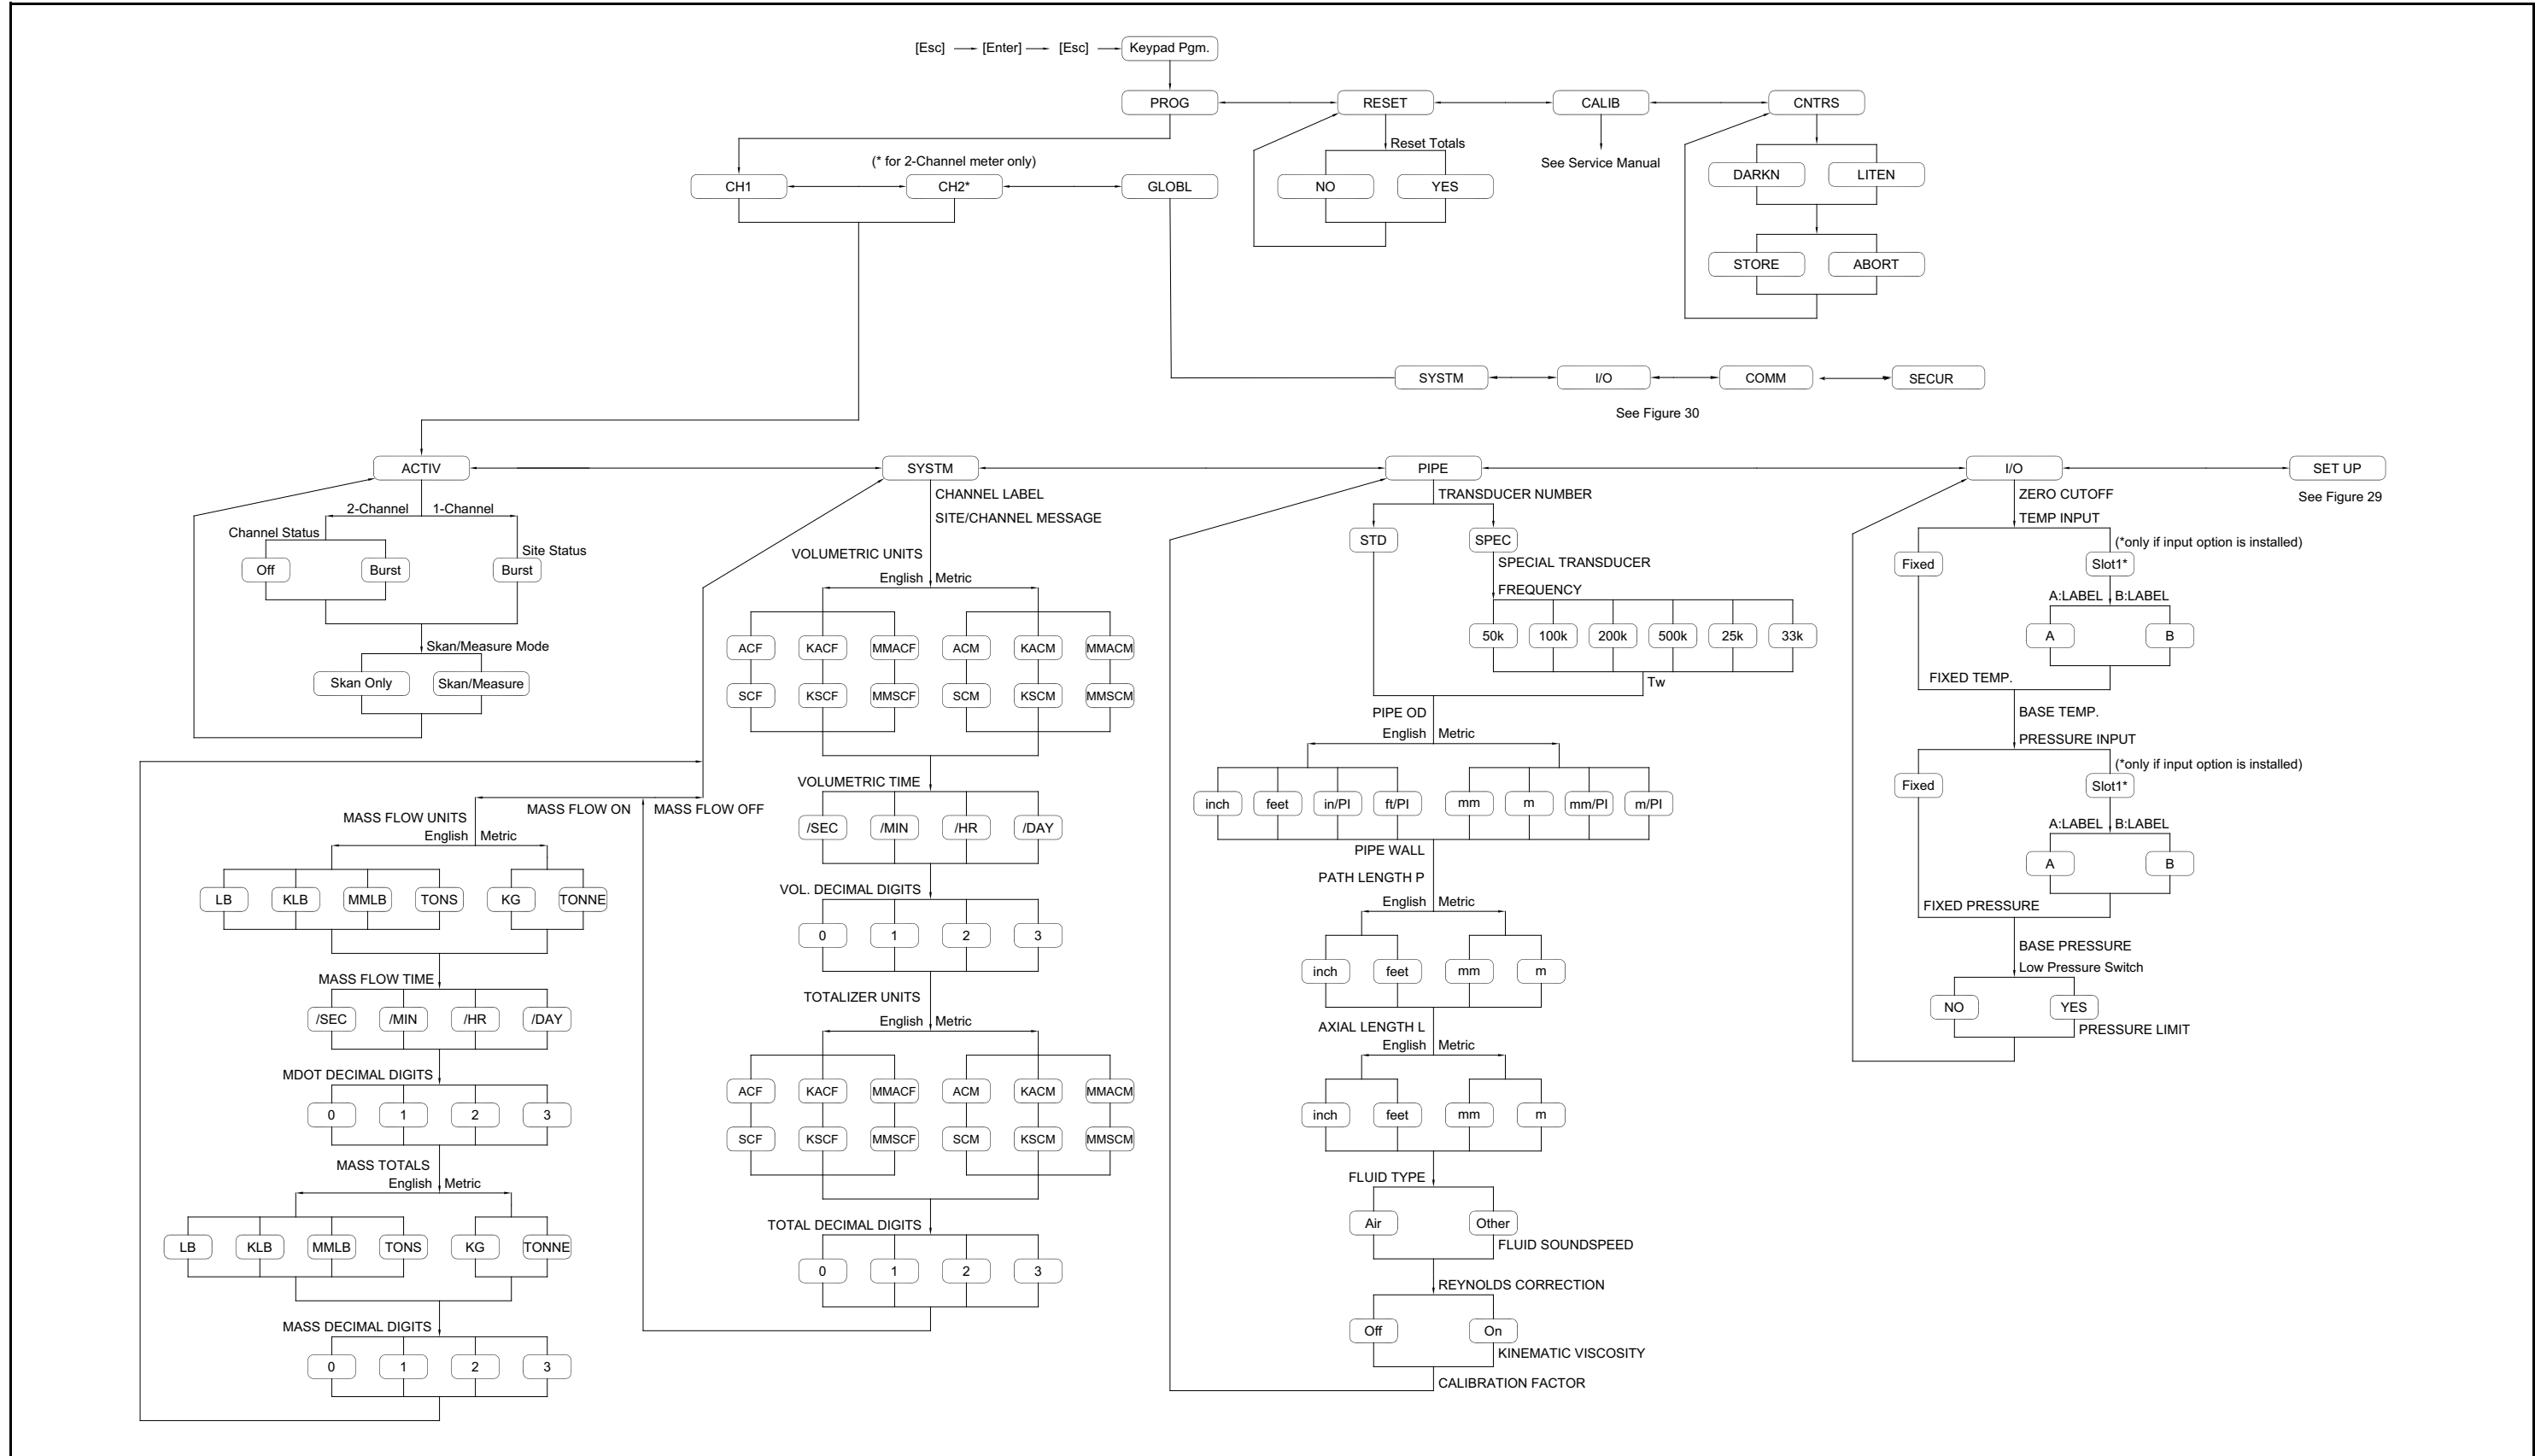 [Esc] [Enter] [Esc] Keypad Pgm.
PROG RESET CALIB CNTRS
Reset Totals
(* for 2-Channel meter only)
See Service Manual
CH1 CH2* GLOBL NO YES DARKN LITEN
STORE ABORT
SYSTM I/O COMM SECUR
See Figure 30
ACTIV SYSTM PIPE I/O SET UP
See Figure 29
2-Channel 1-Channel
Channel Status
Site Status
Off Burst Burst
Skan/Measure Mode
Skan Only Skan/Measure
CHANNEL LABEL
SITE/CHANNEL MESSAGE
VOLUMETRIC UNITS
English Metric
ACF KACF MMACF ACM KACM MMACM
SCF KSCF MMSCF SCM KSCM MMSCM
VOLUMETRIC TIME
/SEC /MIN /HR /DAY
VOL. DECIMAL DIGITS
0 1 2 3
TOTALIZER UNITS
English Metric
ACF KACF MMACF ACM KACM MMACM
SCF KSCF MMSCF SCM KSCM MMSCM
TOTAL DECIMAL DIGITS
0 1 2 3
MASS FLOW ON MASS FLOW OFF
MASS FLOW UNITS
English Metric
LB KLB MMLB TONS KG TONNE
MASS FLOW TIME
/SEC /MIN /HR /DAY
MDOT DECIMAL DIGITS
0 1 2 3
MASS TOTALS
English Metric
LB KLB MMLB TONS KG TONNE
MASS DECIMAL DIGITS
0 1 2 3
TRANSDUCER NUMBER
STD SPEC
SPECIAL TRANSDUCER
FREQUENCY
50k 100k 200k 500k 25k 33k
Tw
PIPE OD
English Metric
inch feet in/PI ft/PI mm m mm/PI m/PI
PIPE WALL
PATH LENGTH P
English Metric
inch feet mm m
AXIAL LENGTH L
English Metric
inch feet mm m
FLUID TYPE
Air Other
FLUID SOUNDSPEED
REYNOLDS CORRECTION
Off On
KINEMATIC VISCOSITY
CALIBRATION FACTOR
ZERO CUTOFF
TEMP INPUT
(*only if input option is installed)
Fixed Slot1*
A:LABEL B:LABEL
A B
FIXED TEMP.
BASE TEMP.
PRESSURE INPUT
(*only if input option is installed)
Fixed Slot1*
A:LABEL B:LABEL
A B
FIXED PRESSURE
BASE PRESSURE
Low Pressure Switch
NO YES
PRESSURE LIMIT